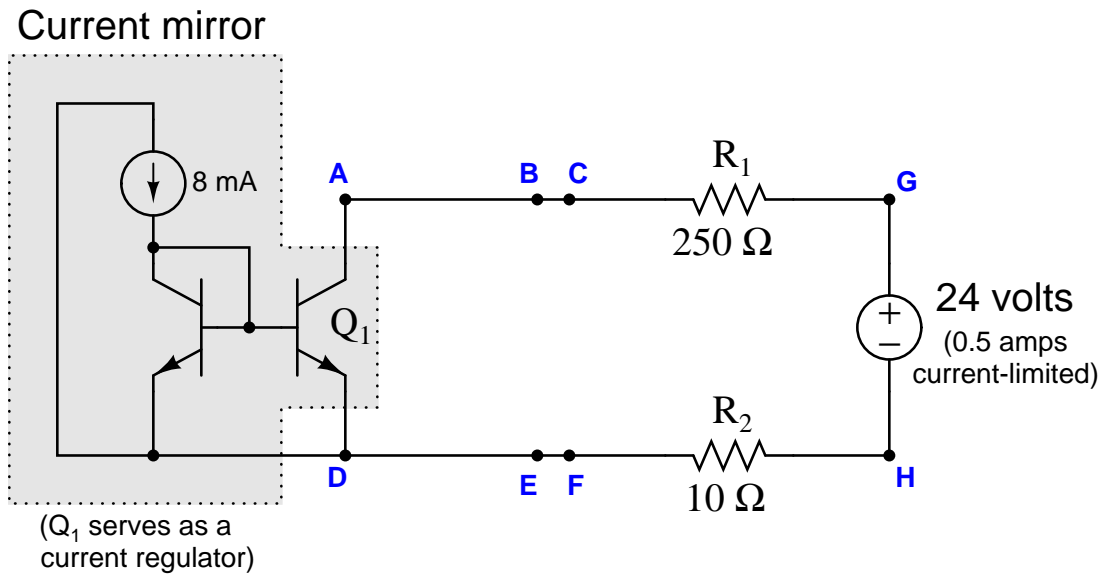 Current mirror
8 mA
A
B
C
R1
250 Ω
G
Q1
24 volts
+
−
(0.5 amps
current-limited)
D
E
F
R2
10 Ω
H
(Q1 serves as a
current regulator)